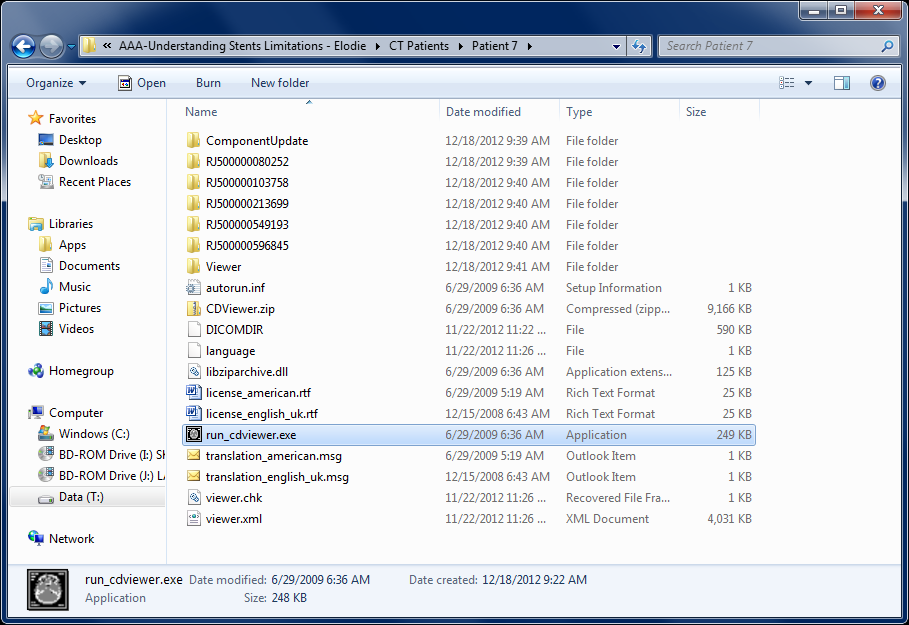 « AAA-Understanding Stents Limitations - Elodie ▸ CT Patients ▸ Patient 7 ▸
Search Patient 7
Organize Open Burn New folder
Name Date modified Type Size
Favorites
Desktop
Downloads
Recent Places
Libraries
Apps
Documents
Music
Pictures
Videos
Homegroup
Computer
Windows (C:)
BD-ROM Drive (I:) SH
BD-ROM Drive (J:) LA
Data (T:)
Network
ComponentUpdate 12/18/2012 9:39 AM File folder
RJ500000080252 12/18/2012 9:39 AM File folder
RJ500000103758 12/18/2012 9:40 AM File folder
RJ500000213699 12/18/2012 9:40 AM File folder
RJ500000549193 12/18/2012 9:40 AM File folder
RJ500000596845 12/18/2012 9:40 AM File folder
Viewer 12/18/2012 9:41 AM File folder
autorun.inf 6/29/2009 6:36 AM Setup Information 1 KB
CDViewer.zip 6/29/2009 6:36 AM Compressed (zipp... 9,166 KB
DICOMDIR 11/22/2012 11:22 ... File 590 KB
language 11/22/2012 11:26 ... File 1 KB
libziparchive.dll 6/29/2009 6:36 AM Application extens... 125 KB
license_american.rtf 6/29/2009 5:19 AM Rich Text Format 25 KB
license_english_uk.rtf 12/15/2008 6:43 AM Rich Text Format 25 KB
run_cdviewer.exe 6/29/2009 6:36 AM Application 249 KB
translation_american.msg 6/29/2009 5:19 AM Outlook Item 1 KB
translation_english_uk.msg 12/15/2008 6:43 AM Outlook Item 1 KB
viewer.chk 11/22/2012 11:26 ... Recovered File Fra... 1 KB
viewer.xml 11/22/2012 11:26 ... XML Document 4,031 KB
run_cdviewer.exe Date modified: 6/29/2009 6:36 AM Date created: 12/18/2012 9:22 AM
Application Size: 248 KB